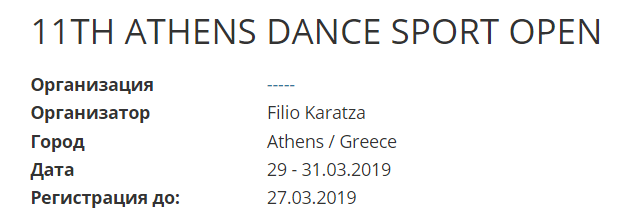 11TH ATHENS DANCE SPORT OPEN
Организация -----
Организатор Filio Karatza
Город Athens / Greece
Дата 29 - 31.03.2019
Регистрация до: 27.03.2019